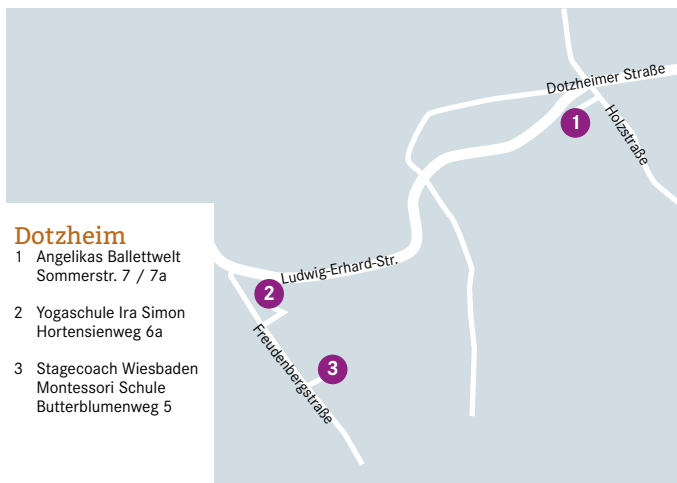 Dotzheimer Straße
1
Holzstraße
Dotzheim
1 Angelikas Ballettwelt
Sommerstr. 7 / 7a
2 Yogaschule Ira Simon
Hortensienweg 6a
3 Stagecoach Wiesbaden
Montessori Schule
Butterblumenweg 5
Ludwig-Erhard-Str.
2
Freudenbergstraße
3